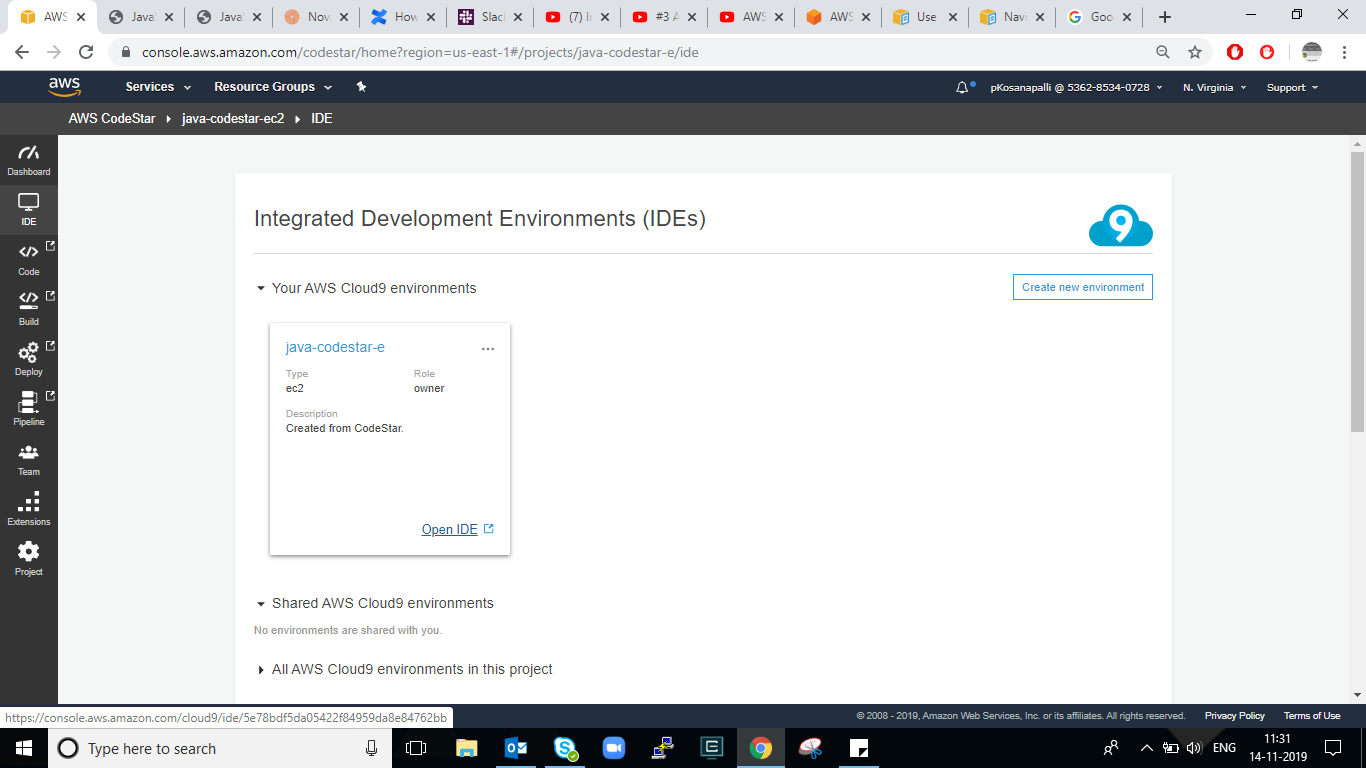 AWS
Java
Java
Nov
How
Slac
(7) I
#3 A
AWS
AWS
Use
Navi
Goo
console.aws.amazon.com/codestar/home?region=us-east-1#/projects/java-codestar-e/ide
aws
Services
Resource Groups
pKosanapalli @ 5362-8534-0728
N. Virginia
Support
AWS CodeStar
java-codestar-ec2
IDE
Dashboard
IDE
Code
Build
Deploy
Pipeline
Team
Extensions
Project
Integrated Development Environments (IDEs)
9
Your AWS Cloud9 environments
Create new environment
java-codestar-e
...
Type
Role
ec2
owner
Description
Created from CodeStar.
Open IDE
Shared AWS Cloud9 environments
No environments are shared with you.
All AWS Cloud9 environments in this project
https://console.aws.amazon.com/cloud9/ide/5e78bdf5da05422f84959da8e84762bb
© 2008 - 2019, Amazon Web Services, Inc. or its affiliates. All rights reserved.
Privacy Policy
Terms of Use
Type here to search
ENG
11:31
14-11-2019